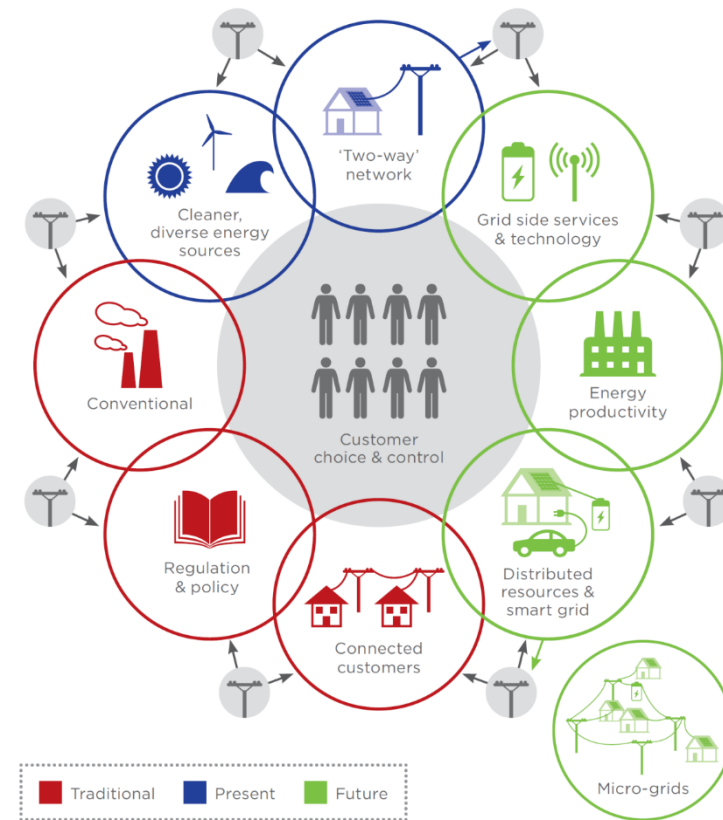 'Two-way'
network
Cleaner,
diverse energy
sources
Grid side services
& technology
Conventional
Energy
productivity
Customer
choice & control
Regulation
& policy
Distributed
resources &
smart grid
Connected
customers
Micro-grids
Traditional
Present
Future